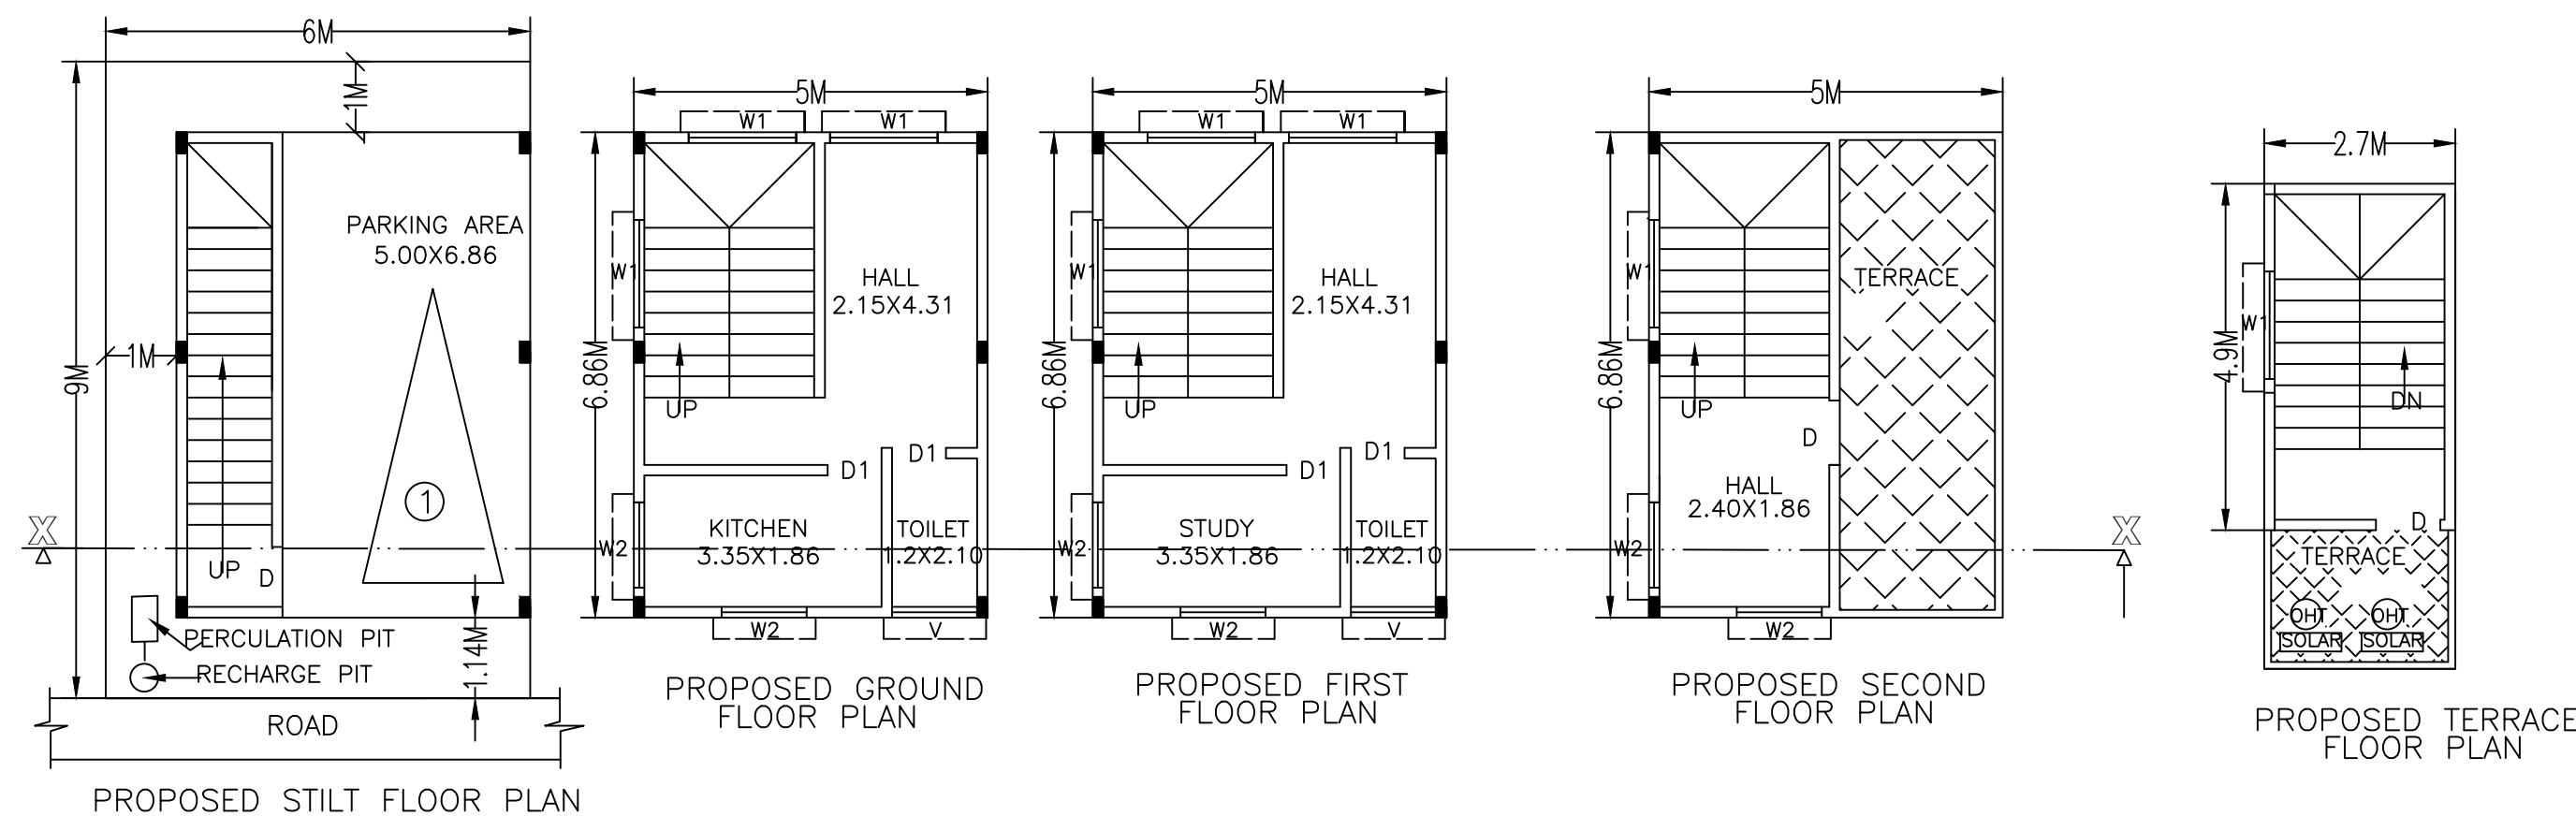 6M
1M
9M
1M
PARKING AREA
5.00X6.86
1
UP
D
X
PERCULATION PIT
RECHARGE PIT
1.14M
ROAD
PROPOSED STILT FLOOR PLAN
5M
W1
W1
W1
6.86M
HALL
2.15X4.31
UP
D1
D1
KITCHEN
3.35X1.86
TOILET
1.2X2.10
W2
W2
V
PROPOSED GROUND
FLOOR PLAN
5M
W1
W1
W1
6.86M
HALL
2.15X4.31
UP
D1
D1
STUDY
3.35X1.86
TOILET
1.2X2.10
W2
W2
V
PROPOSED FIRST
FLOOR PLAN
5M
W1
6.86M
TERRACE
UP
D
HALL
2.40X1.86
W2
W2
X
PROPOSED SECOND
FLOOR PLAN
2.7M
W1
4.9M
DN
D
TERRACE
OHT
OHT
SOLAR
SOLAR
PROPOSED TERRACE
FLOOR PLAN